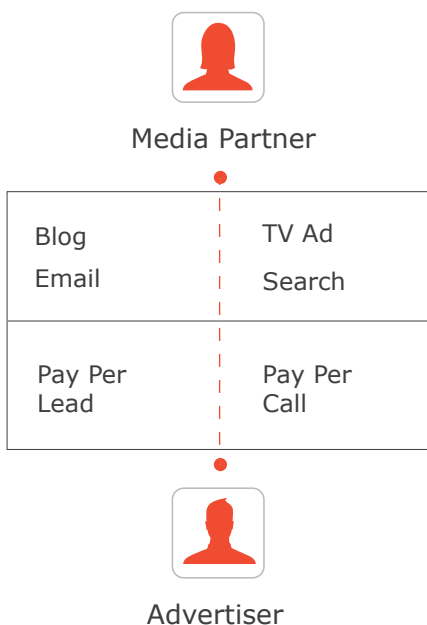 Media Partner
Blog
Email
TV Ad
Search
Pay Per
Lead
Pay Per
Call
Advertiser